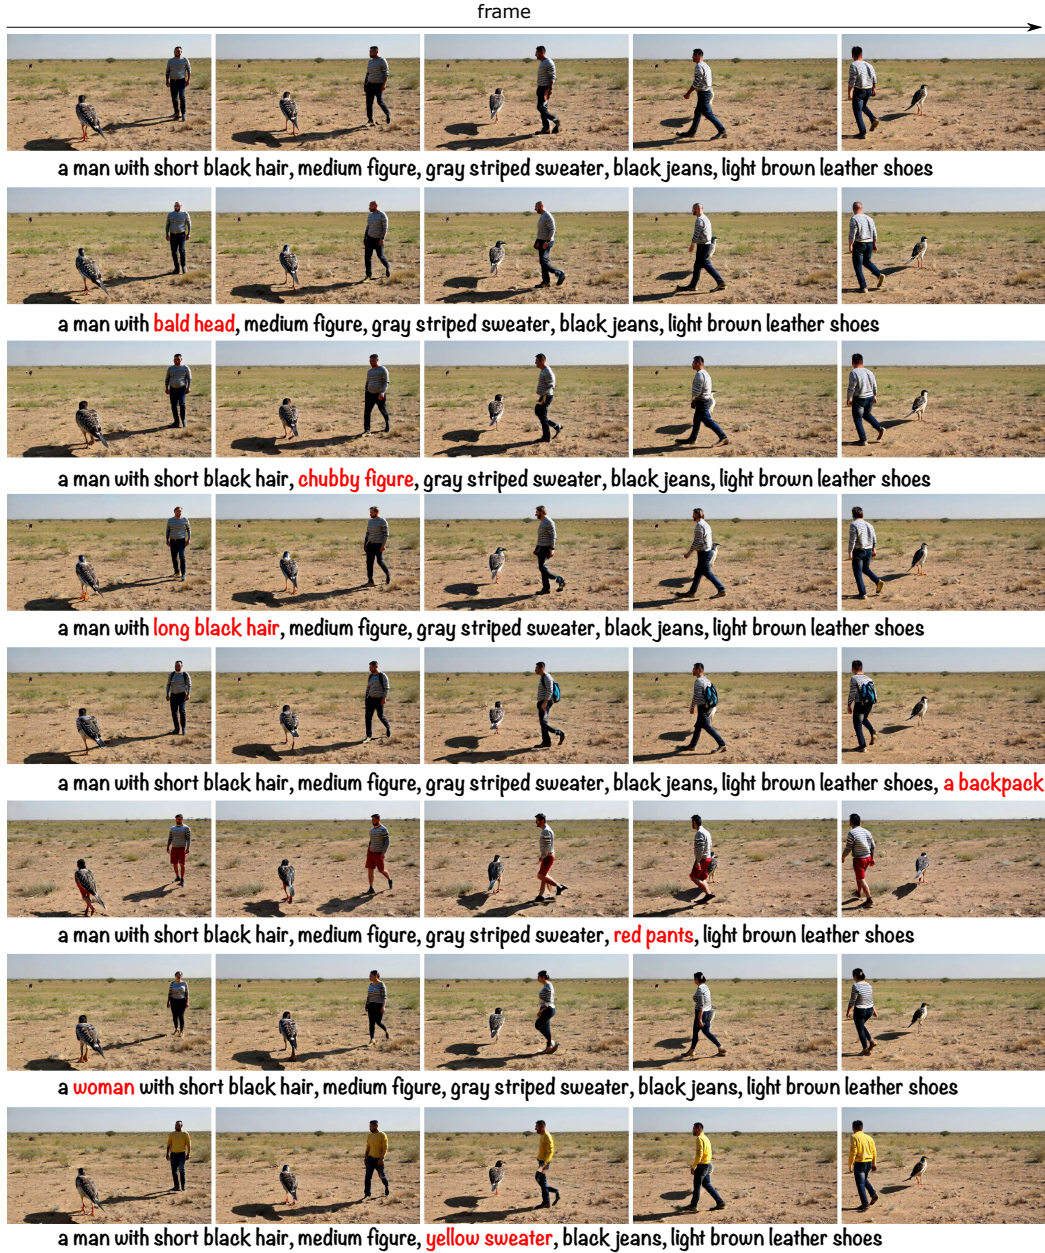 frame
a man with short black hair, medium figure, gray striped sweater, black jeans, light brown leather shoes
a man with bald head, medium figure, gray striped sweater, black jeans, light brown leather shoes
a man with short black hair, chubby figure, gray striped sweater, black jeans, light brown leather shoes
a man with long black hair, medium figure, gray striped sweater, black jeans, light brown leather shoes
a man with short black hair, medium figure, gray striped sweater, black jeans, light brown leather shoes, a backpack
a man with short black hair, medium figure, gray striped sweater, red pants, light brown leather shoes
a woman with short black hair, medium figure, gray striped sweater, black jeans, light brown leather shoes
a man with short black hair, medium figure, yellow sweater, black jeans, light brown leather shoes